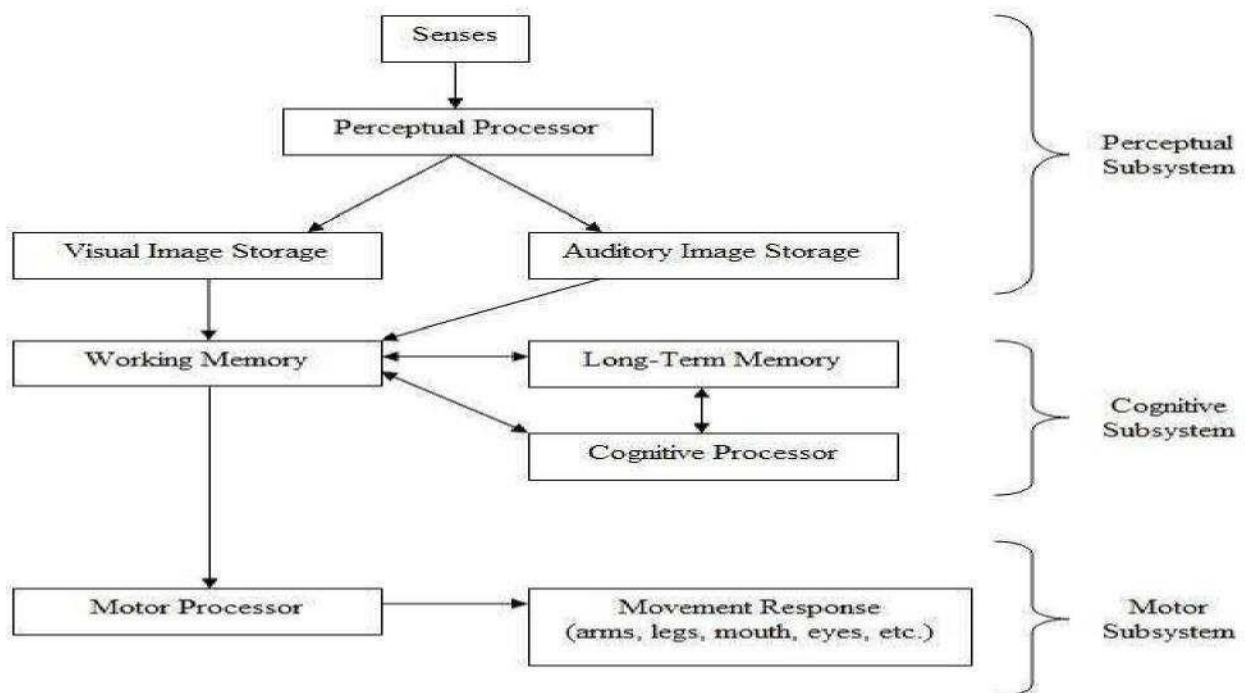 Senses
Perceptual Processor
Perceptual
Subsystem
Visual Image Storage
Auditory Image Storage
Working Memory
Long-Term Memory
Cognitive
Subsystem
Cognitive Processor
Motor Processor
Movement Response
(arms, legs, mouth, eyes, etc.)
Motor
Subsystem